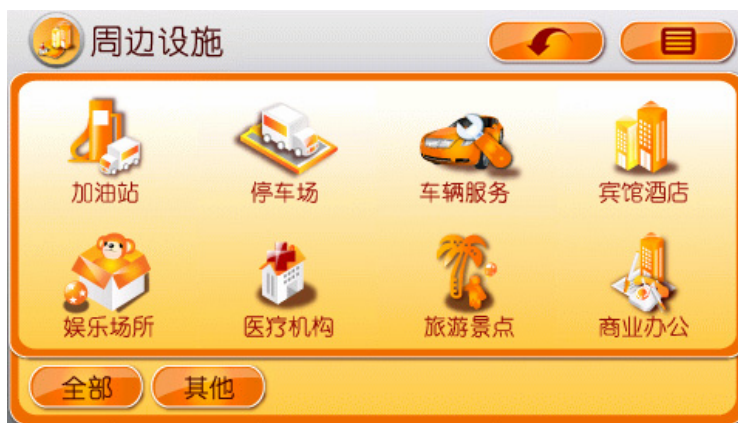 周边设施
加油站 停车场 车辆服务 宾馆酒店
娱乐场所 医疗机构 旅游景点 商业办公
全部 其他